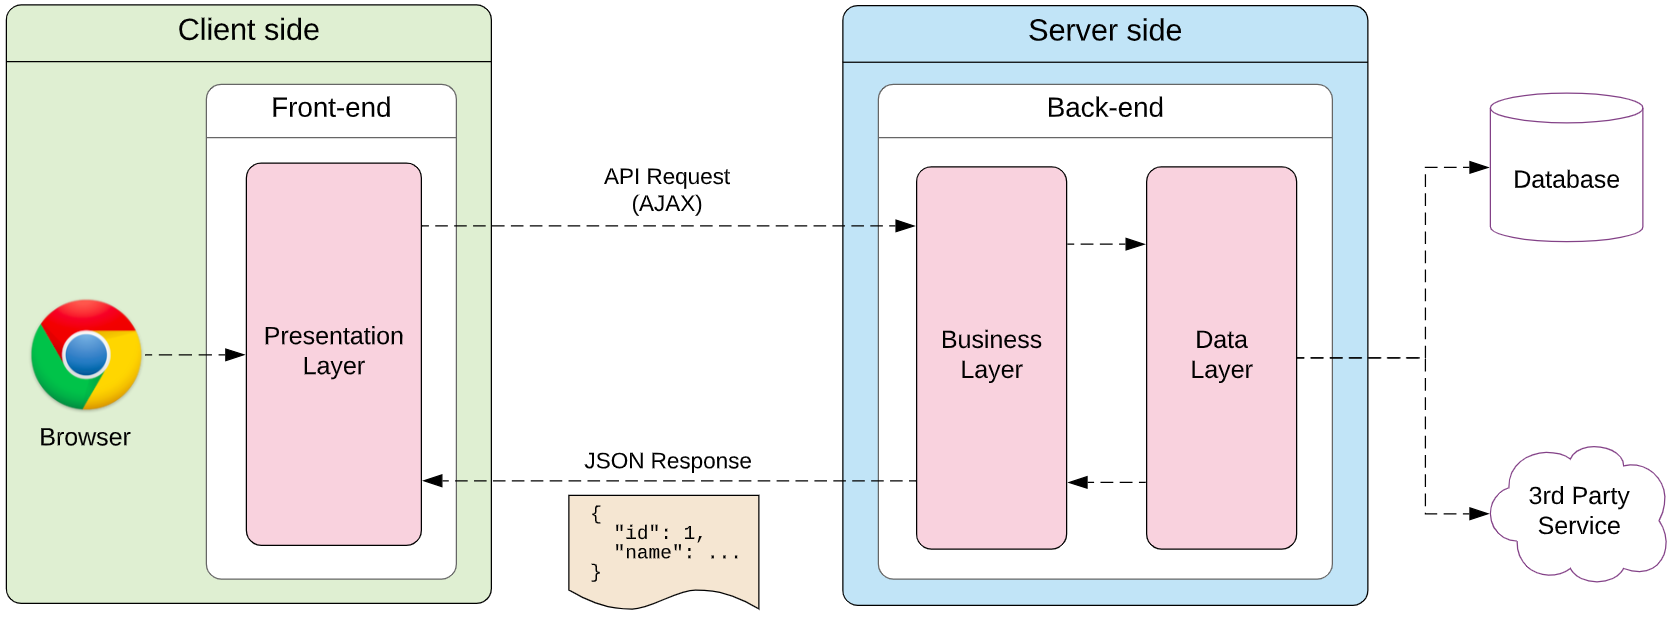 Client side
Front-end
Presentation
Layer
Browser
API Request
(AJAX)
JSON Response
{
  "id": 1,
  "name": ...
}
Server side
Back-end
Business
Layer
Data
Layer
Database
3rd Party
Service